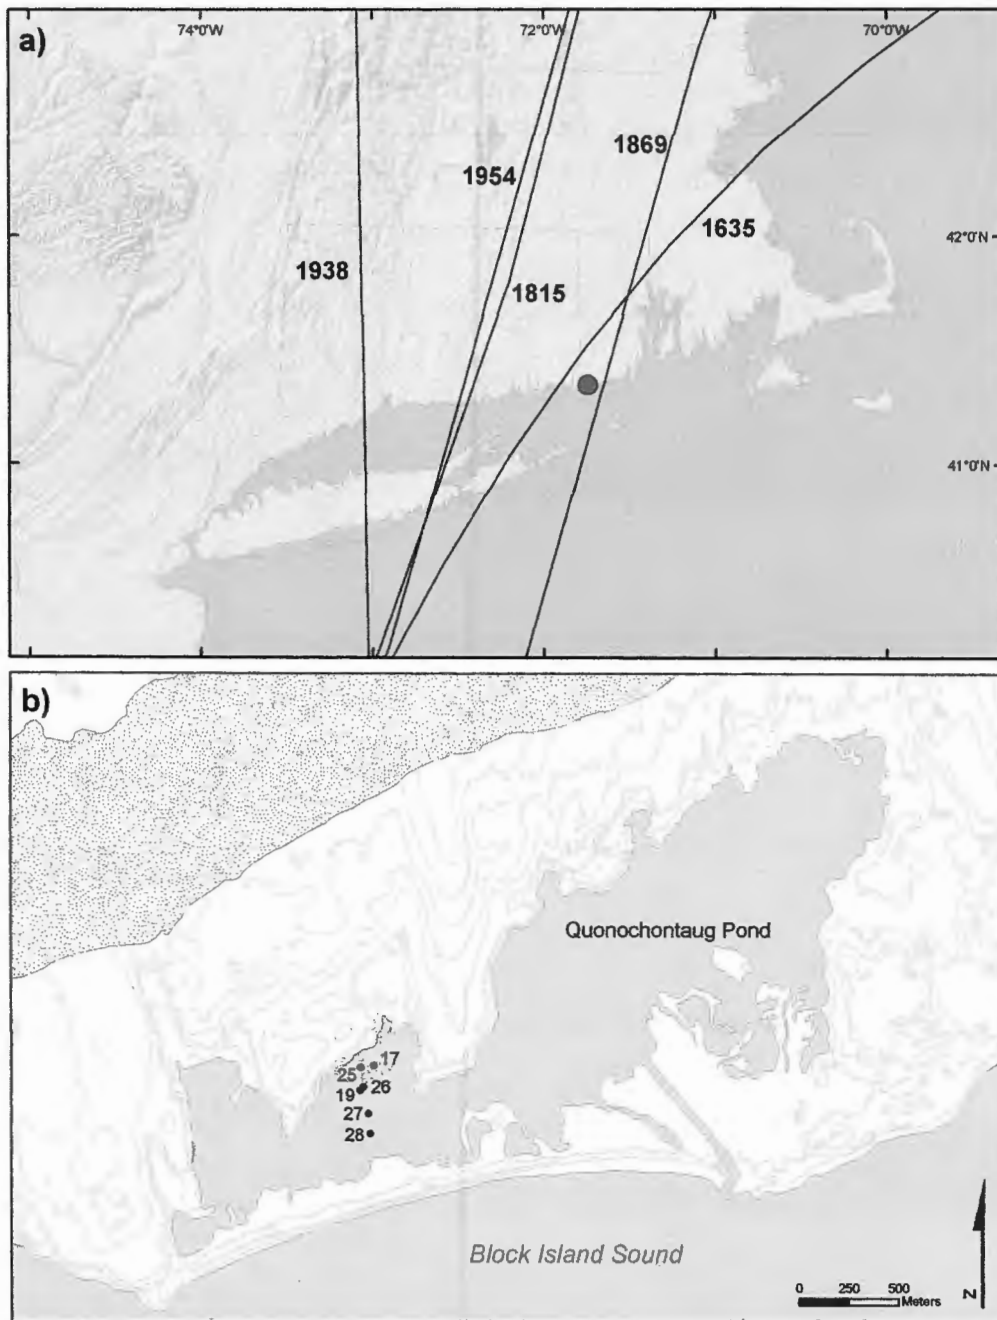 a)
74°0'W
72°0'W
70°0'W
1869
1954
1635
42°0'N
1938
1815
41°0'N
b)
Quonochontaug Pond
17
25
26
19
27
28
Block Island Sound
0 250 500
Meters
N